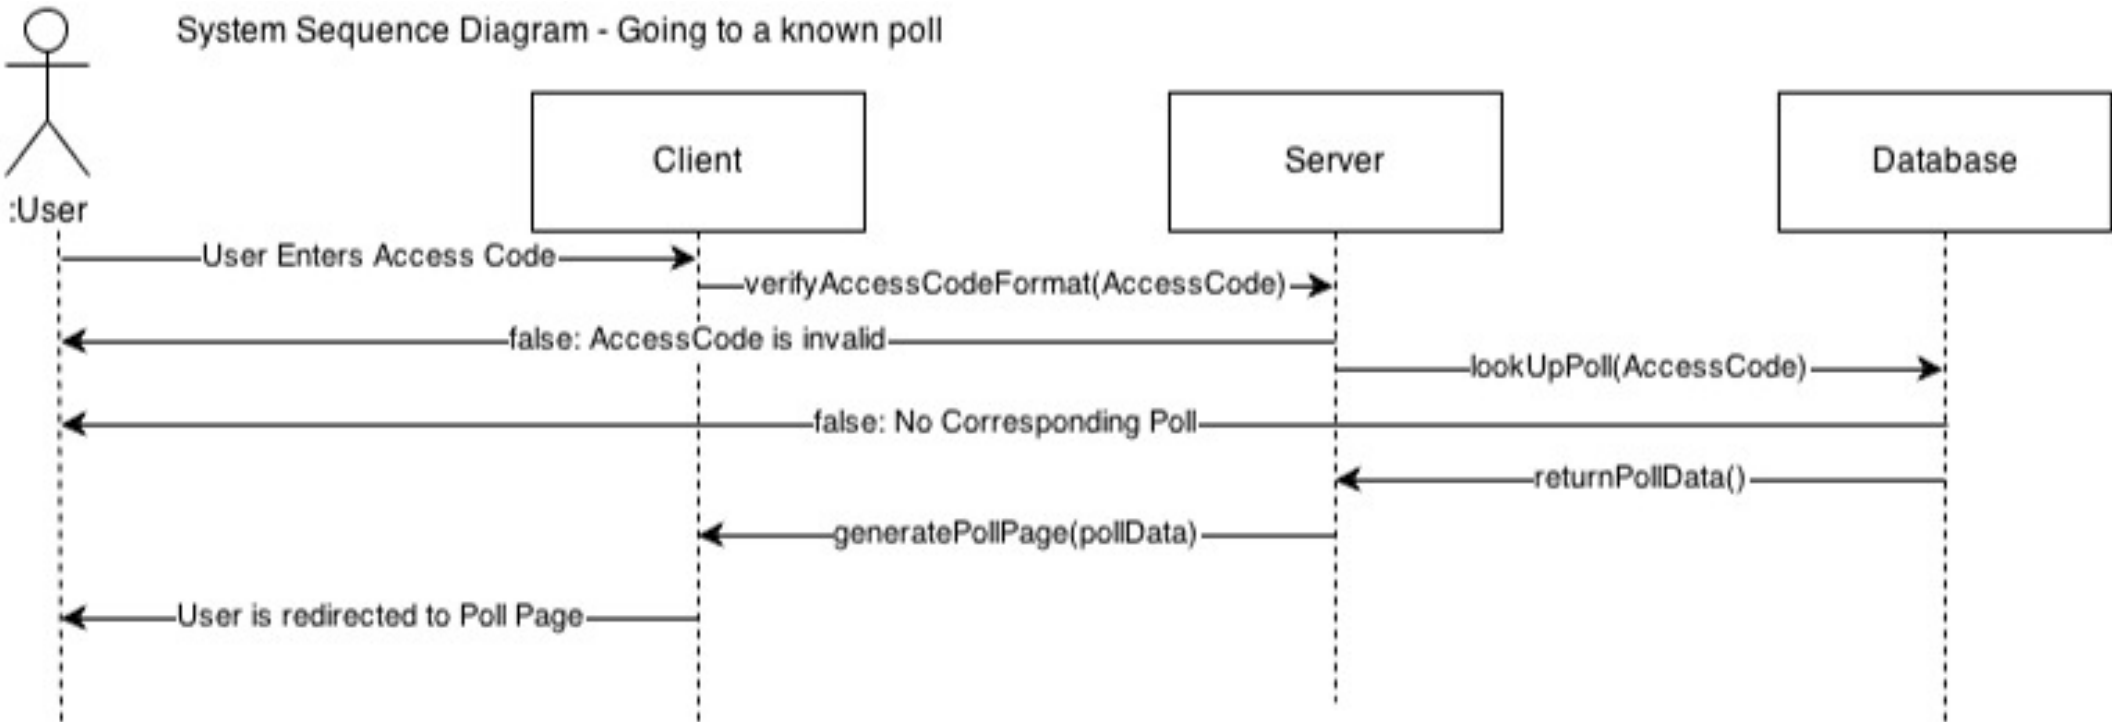 System Sequence Diagram - Going to a known poll
Client
Server
Database
:User
User Enters Access Code
verifyAccessCodeFormat(AccessCode)
false: AccessCode is invalid
lookUpPoll(AccessCode)
false: No Corresponding Poll
returnPollData()
generatePollPage(pollData)
User is redirected to Poll Page